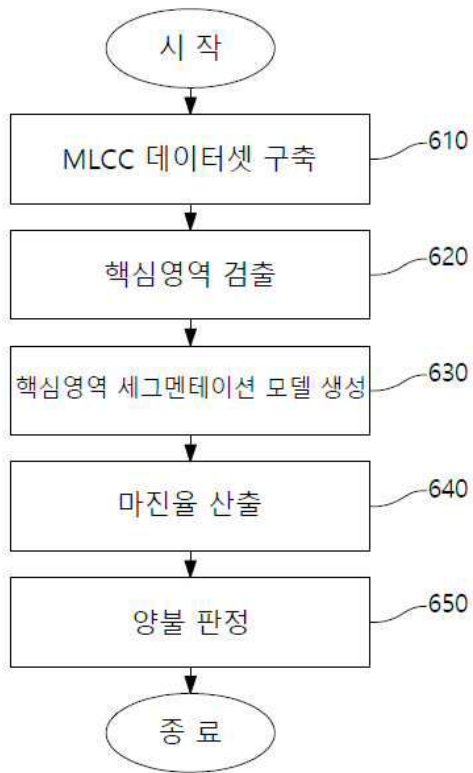 시 작
MLCC 데이터셋 구축
610
핵심영역 검출
620
핵심영역 세그멘테이션 모델 생성
630
마진율 산출
640
양불 판정
650
종 료